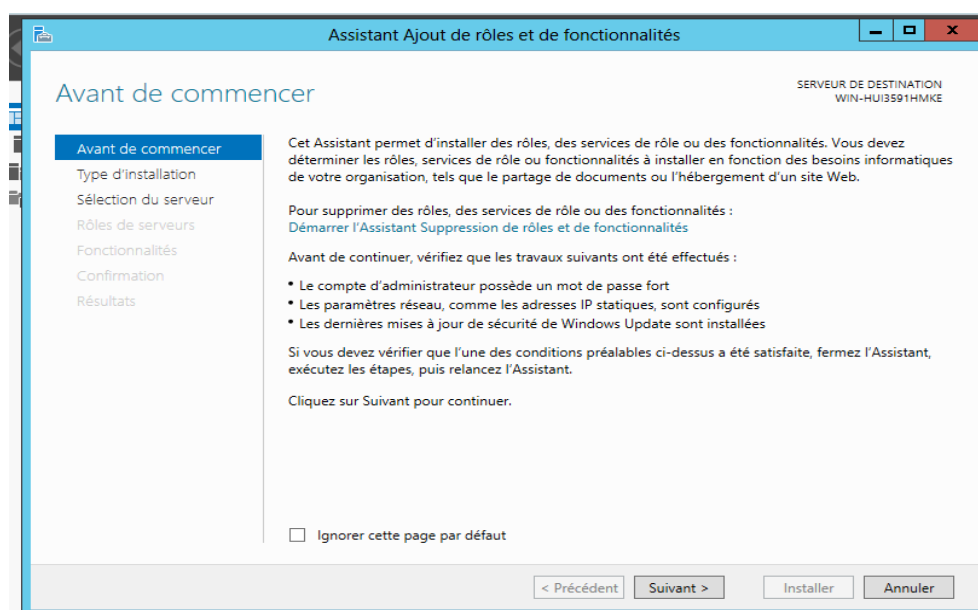 Assistant Ajout de rôles et de fonctionnalités
Avant de commencer
SERVEUR DE DESTINATION
WIN-HUI3591HMKE
Avant de commencer
Type d'installation
Sélection du serveur
Rôles de serveurs
Fonctionnalités
Confirmation
Résultats
Cet Assistant permet d'installer des rôles, des services de rôle ou des fonctionnalités. Vous devez
déterminer les rôles, services de rôle ou fonctionnalités à installer en fonction des besoins informatiques
de votre organisation, tels que le partage de documents ou l'hébergement d'un site Web.
Pour supprimer des rôles, des services de rôle ou des fonctionnalités :
Démarrer l'Assistant Suppression de rôles et de fonctionnalités
Avant de continuer, vérifiez que les travaux suivants ont été effectués :
• Le compte d'administrateur possède un mot de passe fort
• Les paramètres réseau, comme les adresses IP statiques, sont configurés
• Les dernières mises à jour de sécurité de Windows Update sont installées
Si vous devez vérifier que l'une des conditions préalables ci-dessus a été satisfaite, fermez l'Assistant,
exécutez les étapes, puis relancez l'Assistant.
Cliquez sur Suivant pour continuer.
Ignorer cette page par défaut
< Précédent
Suivant >
Installer
Annuler